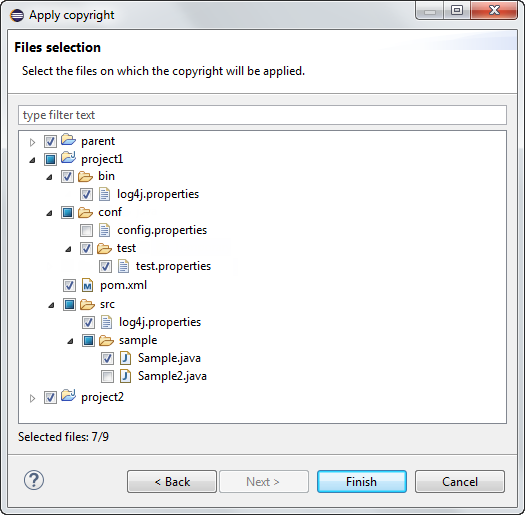 Apply copyright
Files selection
Select the files on which the copyright will be applied.
type filter text
parent
project1
bin
log4j.properties
conf
config.properties
test
test.properties
pom.xml
src
log4j.properties
sample
Sample.java
Sample2.java
project2
Selected files: 7/9
? < Back Next > Finish Cancel